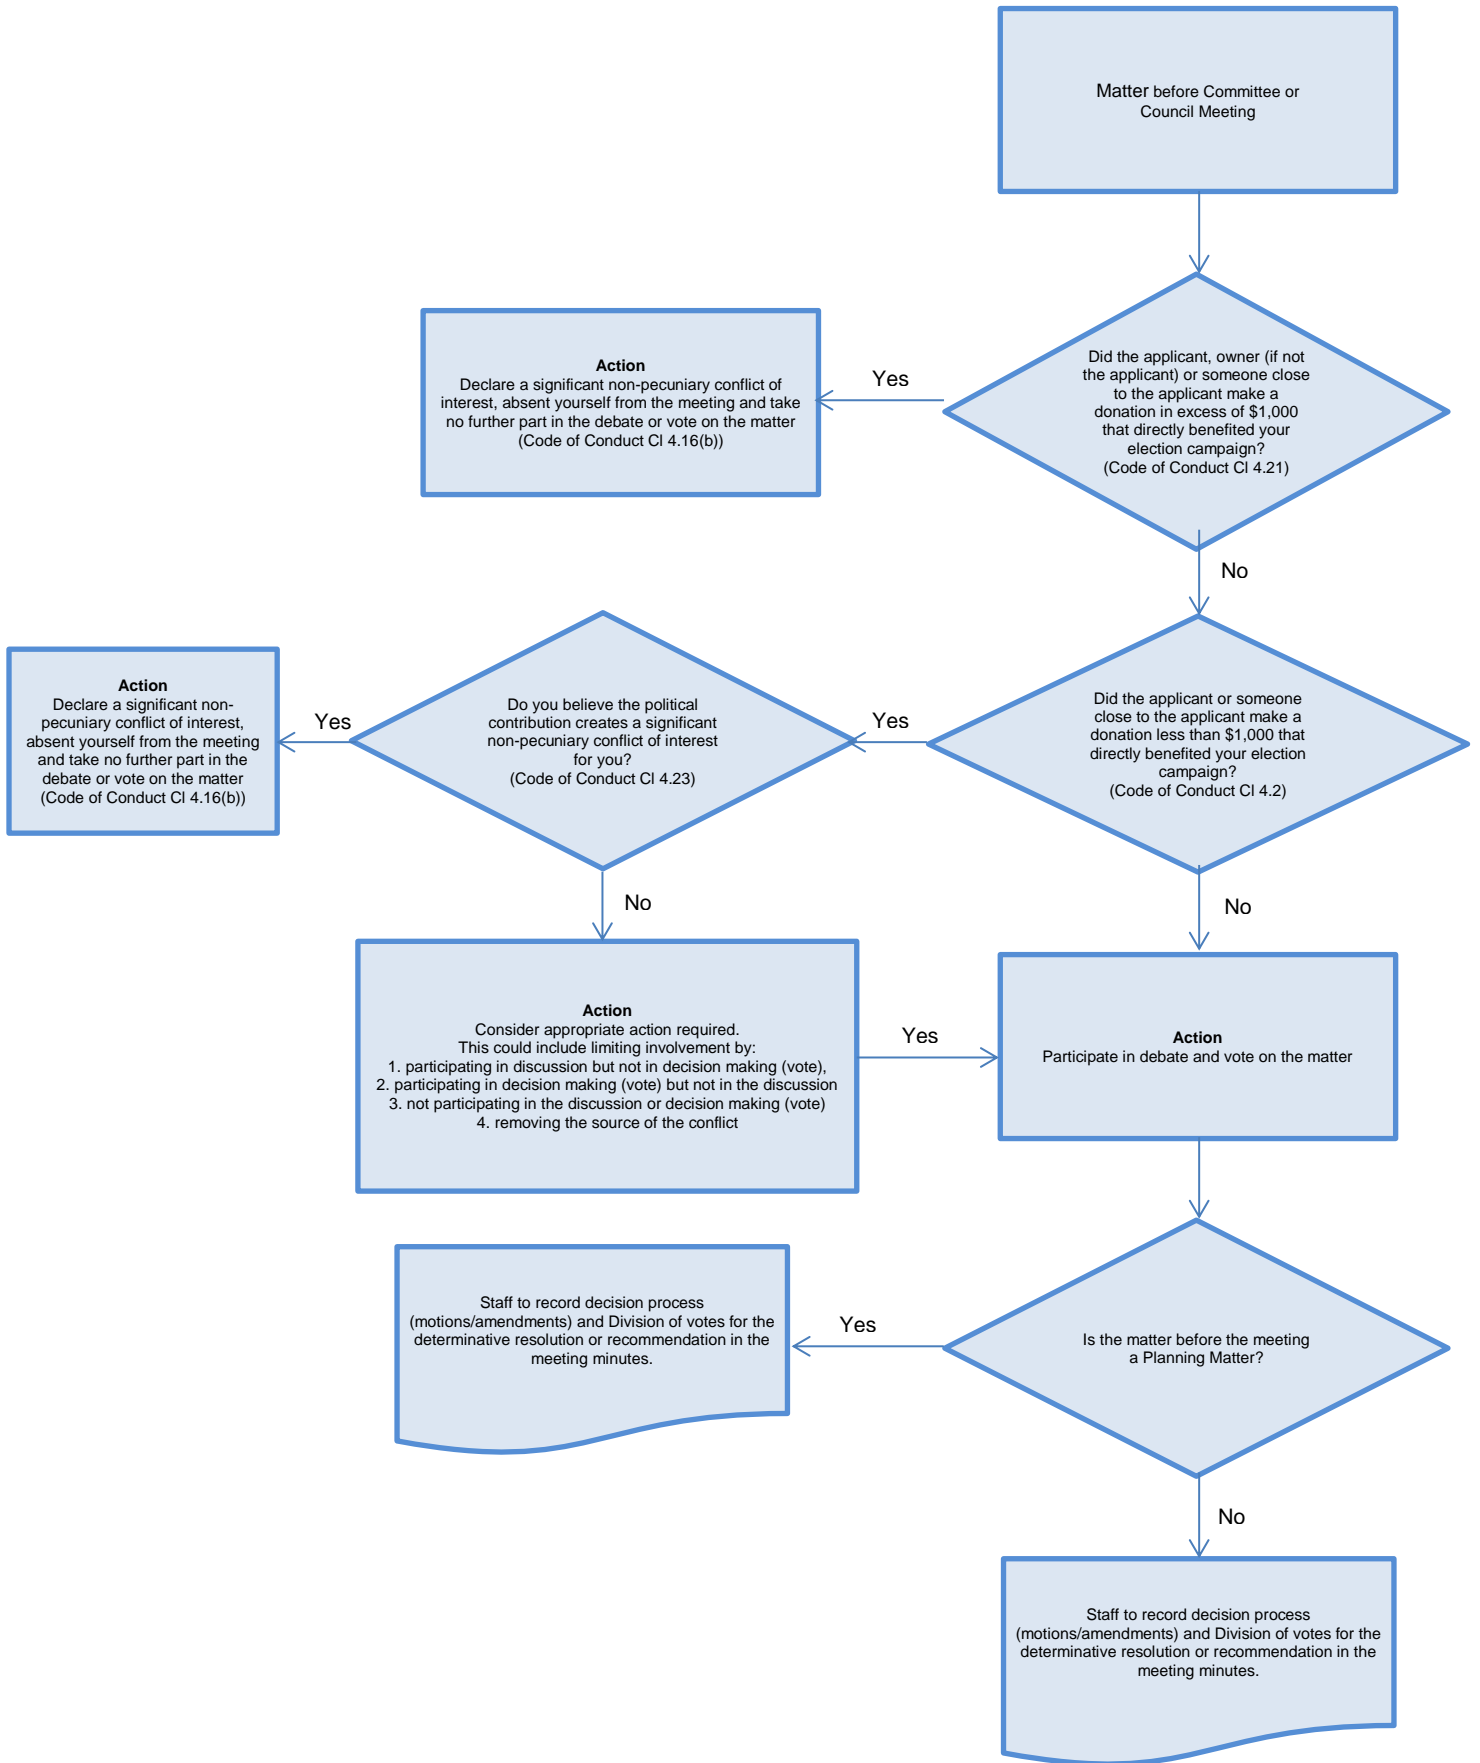 Matter before Committee or
Council Meeting
Did the applicant, owner (if not
the applicant) or someone close
to the applicant make a
donation in excess of $1,000
that directly benefited your
election campaign?
(Code of Conduct Cl 4.21)
Yes
Action
Declare a significant non-pecuniary conflict of
interest, absent yourself from the meeting and take
no further part in the debate or vote on the matter
(Code of Conduct Cl 4.16(b))
No
Did the applicant or someone
close to the applicant make a
donation less than $1,000 that
directly benefited your election
campaign?
(Code of Conduct Cl 4.2)
Yes
Do you believe the political
contribution creates a significant
non-pecuniary conflict of interest
for you?
(Code of Conduct Cl 4.23)
Yes
Action
Declare a significant non-
pecuniary conflict of interest,
absent yourself from the meeting
and take no further part in the
debate or vote on the matter
(Code of Conduct Cl 4.16(b))
No
No
Action
Consider appropriate action required.
This could include limiting involvement by:
1. participating in discussion but not in decision making (vote),
2. participating in decision making (vote) but not in the discussion
3. not participating in the discussion or decision making (vote)
4. removing the source of the conflict
Yes
Action
Participate in debate and vote on the matter
Is the matter before the meeting
a Planning Matter?
Yes
Staff to record decision process
(motions/amendments) and Division of votes for the
determinative resolution or recommendation in the
meeting minutes.
No
Staff to record decision process
(motions/amendments) and Division of votes for the
determinative resolution or recommendation in the
meeting minutes.